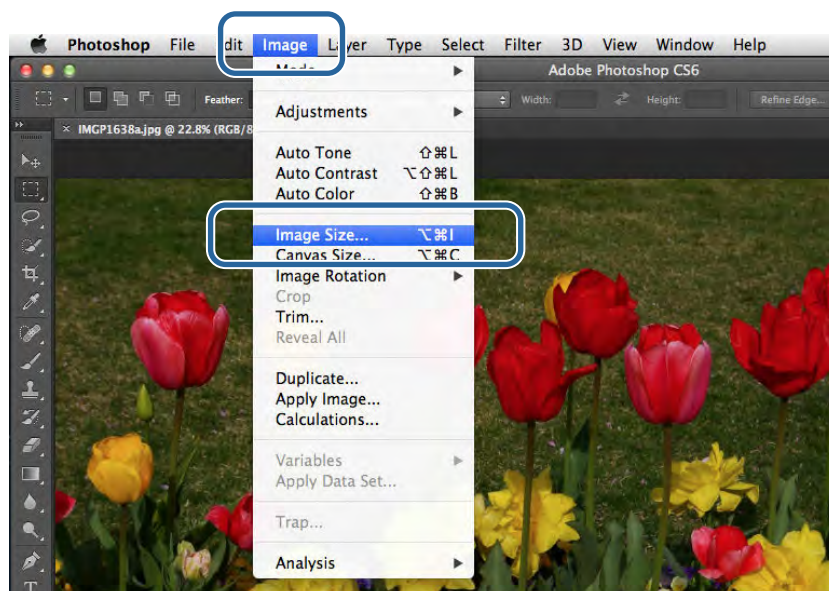 Photoshop File Edit Image Layer Type Select Filter 3D View Window Help
Adobe Photoshop CS6
Feather: Width: Height: Refine Edge...
× IMGP1638a.jpg @ 22.8% (RGB/8
Mode
Adjustments
Auto Tone ⇧⌘L
Auto Contrast ⌥⇧⌘L
Auto Color ⇧⌘B
Image Size... ⌥⌘I
Canvas Size... ⌥⌘C
Image Rotation
Crop
Trim...
Reveal All
Duplicate...
Apply Image...
Calculations...
Variables
Apply Data Set...
Trap...
Analysis